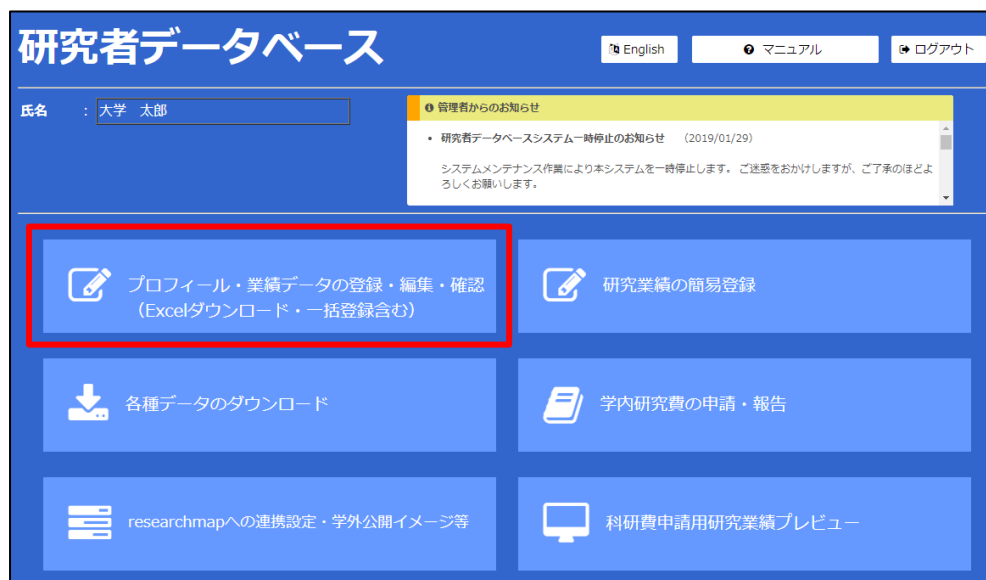 研究者データベース
English
マニュアル
ログアウト
氏名 : 大学 太郎
管理者からのお知らせ
・ 研究者データベースシステム一時停止のお知らせ (2019/01/29)
システムメンテナンス作業により本システムを一時停止します。 ご迷惑をおかけしますが、ご了承のほどよ
ろしくお願いします。
プロフィール・業績データの登録・編集・確認
(Excelダウンロード・一括登録含む)
研究業績の簡易登録
各種データのダウンロード
学内研究費の申請・報告
researchmapへの連携設定・学外公開イメージ等
科研費申請用研究業績プレビュー